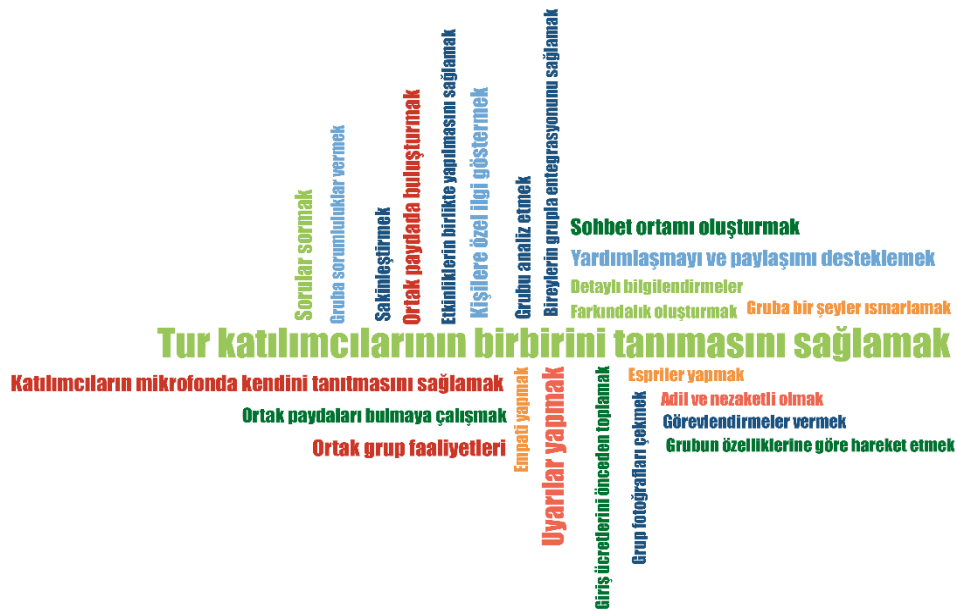 Sorular sormak
Gruba sorumluluklar vermek
Sakinleştirmek
Ortak paydada buluşturmak
Etkinliklerin birlikte yapılmasını sağlamak
Kişilere özel ilgi göstermek
Grubu analiz etmek
Bireylerin grupla entegrasyonunu sağlamak
Sohbet ortamı oluşturmak
Yardımlaşmayı ve paylaşımı desteklemek
Detaylı bilgilendirmeler
Farkındalık oluşturmak
Gruba bir şeyler ısmarlamak
Tur katılımcılarının birbirini tanımasını sağlamak
Katılımcıların mikrofonda kendini tanıtmasını sağlamak
Ortak paydaları bulmaya çalışmak
Ortak grup faaliyetleri
Empati yapmak
Uyarılar yapmak
Giriş ücretlerini önceden toplamak
Grup fotoğrafları çekmek
Espriler yapmak
Adil ve nezaketli olmak
Görevlendirmeler vermek
Grubun özelliklerine göre hareket etmek